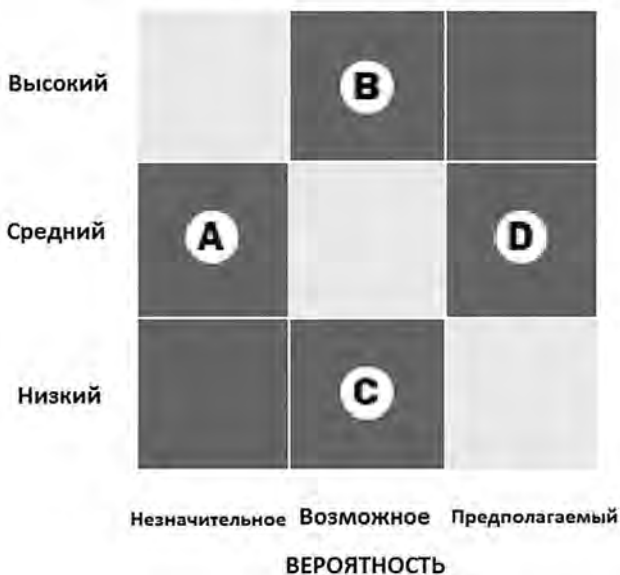 Высокий
B
Средний
A
D
Низкий
C
Незначительное Возможное Предполагаемый
ВЕРОЯТНОСТЬ